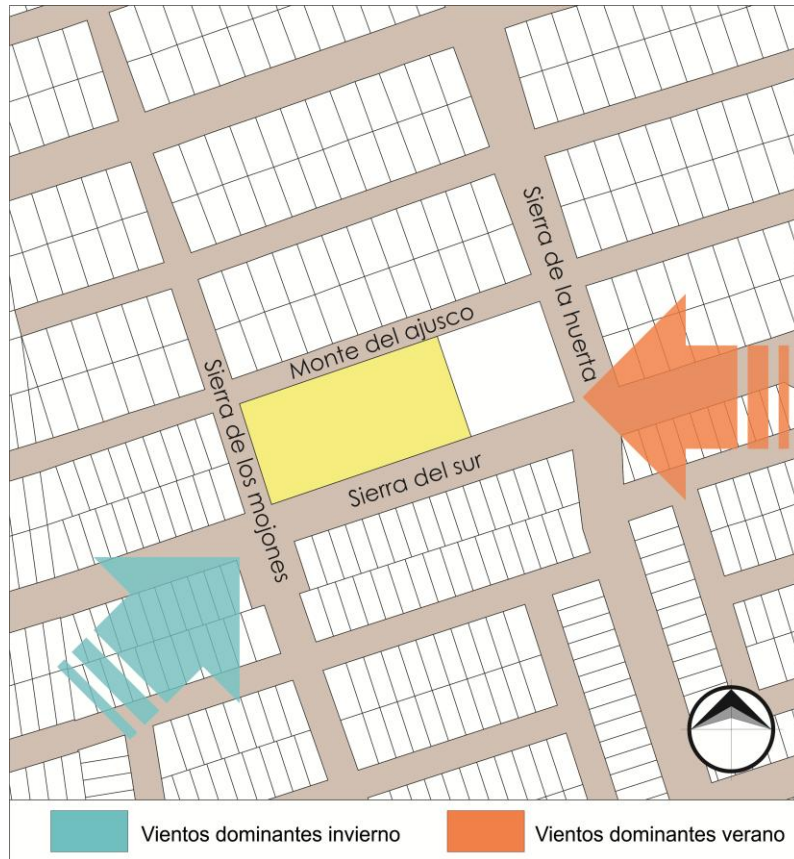 Sierra de la huerta
Monte del ajusco
Sierra de los mojones
Sierra del sur
Vientos dominantes invierno
Vientos dominantes verano